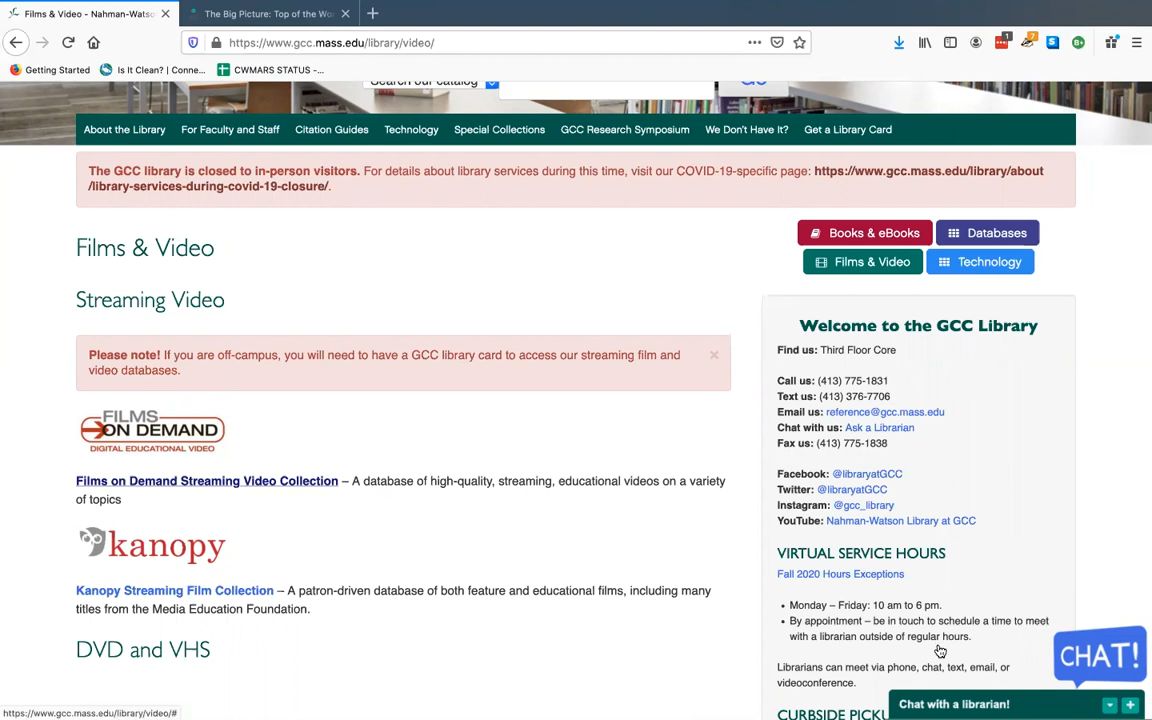 Films & Video - Nahman-Watso
The Big Picture: Top of the Wo
https://www.gcc.mass.edu/library/video/
1
7
Getting Started
Is It Clean? | Conne...
CWMARS STATUS -...
Search our catalog
Go
About the Library
For Faculty and Staff
Citation Guides
Technology
Special Collections
GCC Research Symposium
We Don't Have It?
Get a Library Card
The GCC library is closed to in-person visitors. For details about library services during this time, visit our COVID-19-specific page: https://www.gcc.mass.edu/library/about
/library-services-during-covid-19-closure/.
Films & Video
Streaming Video
Please note! If you are off-campus, you will need to have a GCC library card to access our streaming film and
video databases.
FILMS
ON DEMAND
DIGITAL EDUCATIONAL VIDEO
Films on Demand Streaming Video Collection – A database of high-quality, streaming, educational videos on a variety
of topics
kanopy
Kanopy Streaming Film Collection – A patron-driven database of both feature and educational films, including many
titles from the Media Education Foundation.
DVD and VHS
Books & eBooks
Databases
Films & Video
Technology
Welcome to the GCC Library
Find us: Third Floor Core
Call us: (413) 775-1831
Text us: (413) 376-7706
Email us: reference@gcc.mass.edu
Chat with us: Ask a Librarian
Fax us: (413) 775-1838
Facebook: @libraryatGCC
Twitter: @libraryatGCC
Instagram: @gcc_library
YouTube: Nahman-Watson Library at GCC
VIRTUAL SERVICE HOURS
Fall 2020 Hours Exceptions
• Monday – Friday: 10 am to 6 pm.
• By appointment – be in touch to schedule a time to meet
with a librarian outside of regular hours.
Librarians can meet via phone, chat, text, email, or
videoconference.
CURBSIDE PICKU
CHAT!
Chat with a librarian!
https://www.gcc.mass.edu/library/video/#